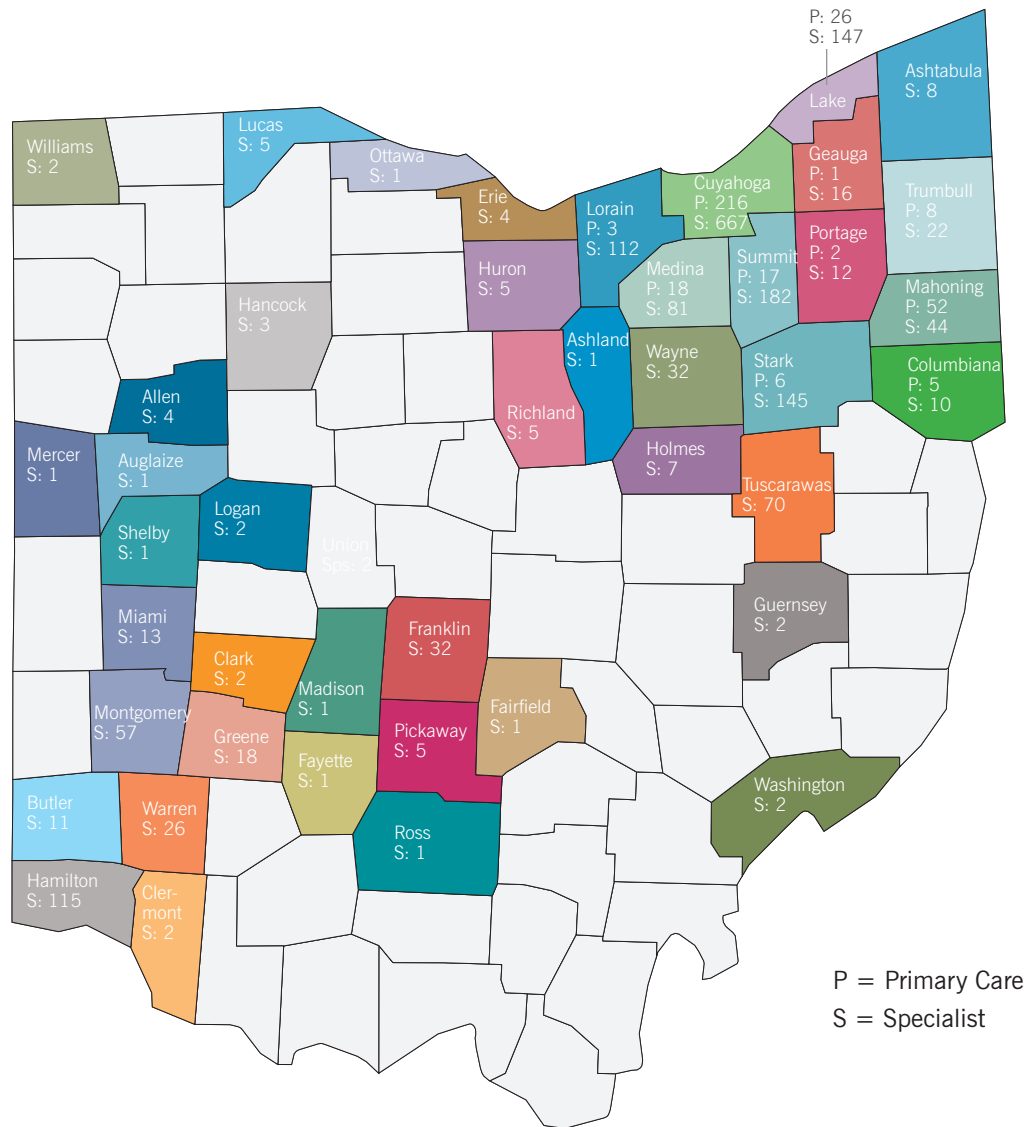 P: 26
S: 147
Lake
Ashtabula
S: 8
Williams
S: 2
Lucas
S: 5
Ottawa
S: 1
Erie
S: 4
Lorain
P: 3
S: 112
Cuyahoga
P: 216
S: 667
Geauga
P: 1
S: 16
Trumbull
P: 8
S: 22
Huron
S: 5
Medina
P: 18
S: 81
Summit
P: 17
S: 182
Portage
P: 2
S: 12
Mahoning
P: 52
S: 44
Hancock
S: 3
Ashland
S: 1
Wayne
S: 32
Stark
P: 6
S: 145
Columbiana
P: 5
S: 10
Allen
S: 4
Richland
S: 5
Mercer
S: 1
Auglaize
S: 1
Holmes
S: 7
Tuscarawas
S: 70
Logan
S: 2
Shelby
S: 1
Union
Sps: 2
Miami
S: 13
Clark
S: 2
Madison
S: 1
Franklin
S: 32
Guernsey
S: 2
Montgomery
S: 57
Greene
S: 18
Fayette
S: 1
Pickaway
S: 5
Fairfield
S: 1
Butler
S: 11
Warren
S: 26
Ross
S: 1
Washington
S: 2
Hamilton
S: 115
Cler-
mont
S: 2
P = Primary Care
S = Specialist